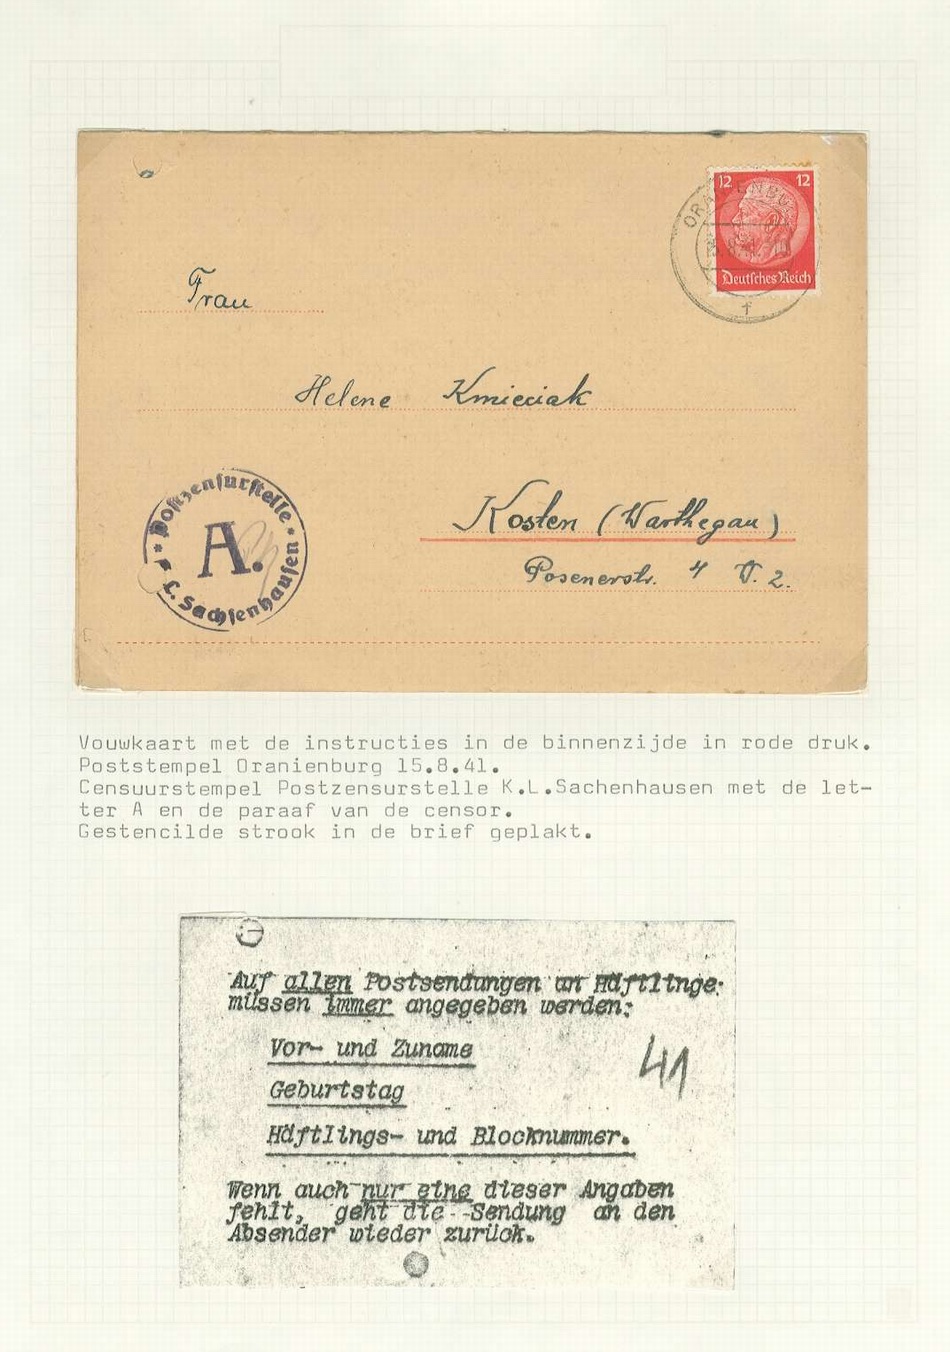 12 12
Deutsches Reich
ORANIENBU
f
Frau
Helene Kmieciak
Kosten (Warthegau)
Posenerstr. 4 W. 2.
* Postzensurstelle *
A.
K.L. Sachsenhausen
Vouwkaart met de instructies in de binnenzijde in rode druk.
Poststempel Oranienburg 15.8.41.
Censuurstempel Postzensurstelle K.L.Sachenhausen met de let-
ter A en de paraaf van de censor.
Gestencilde strook in de brief geplakt.
Auf allen Postsendungen an Häftlinge
müssen immer angegeben werden:
Vor- und Zuname
41
Geburtstag
Häftlings- und Blocknummer.
Wenn auch nur eine dieser Angaben
fehlt, geht die Sendung an den
Absender wieder zurück.